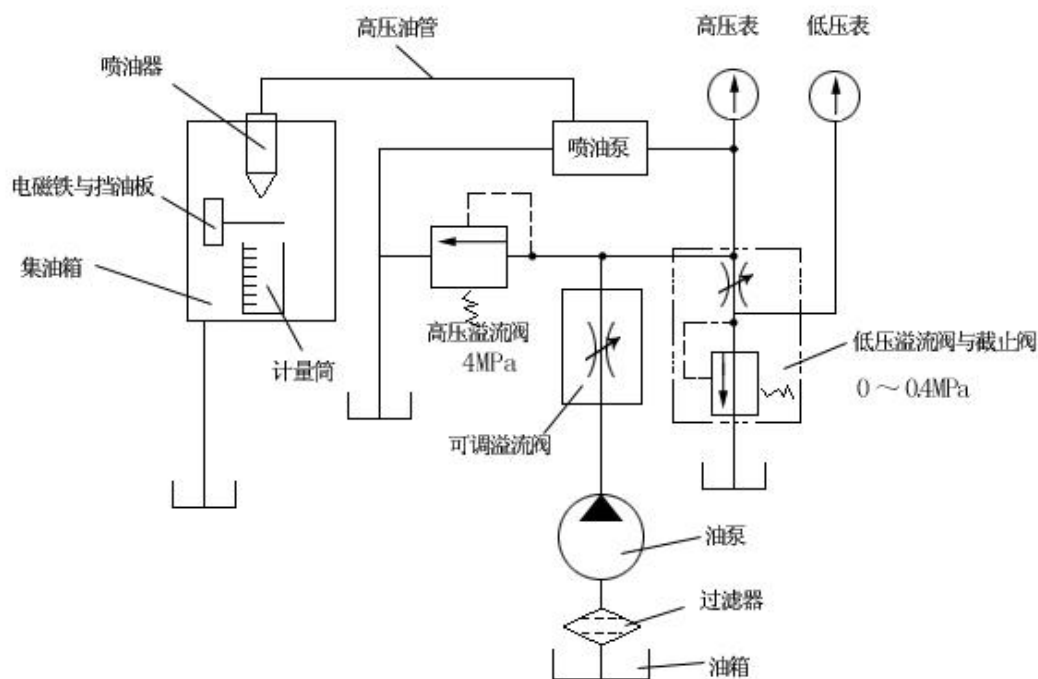 高压油管
高压表
低压表
喷油器
喷油泵
电磁铁与挡油板
集油箱
高压溢流阀
4MPa
低压溢流阀与截止阀
0～0.4MPa
计量筒
可调溢流阀
油泵
过滤器
油箱